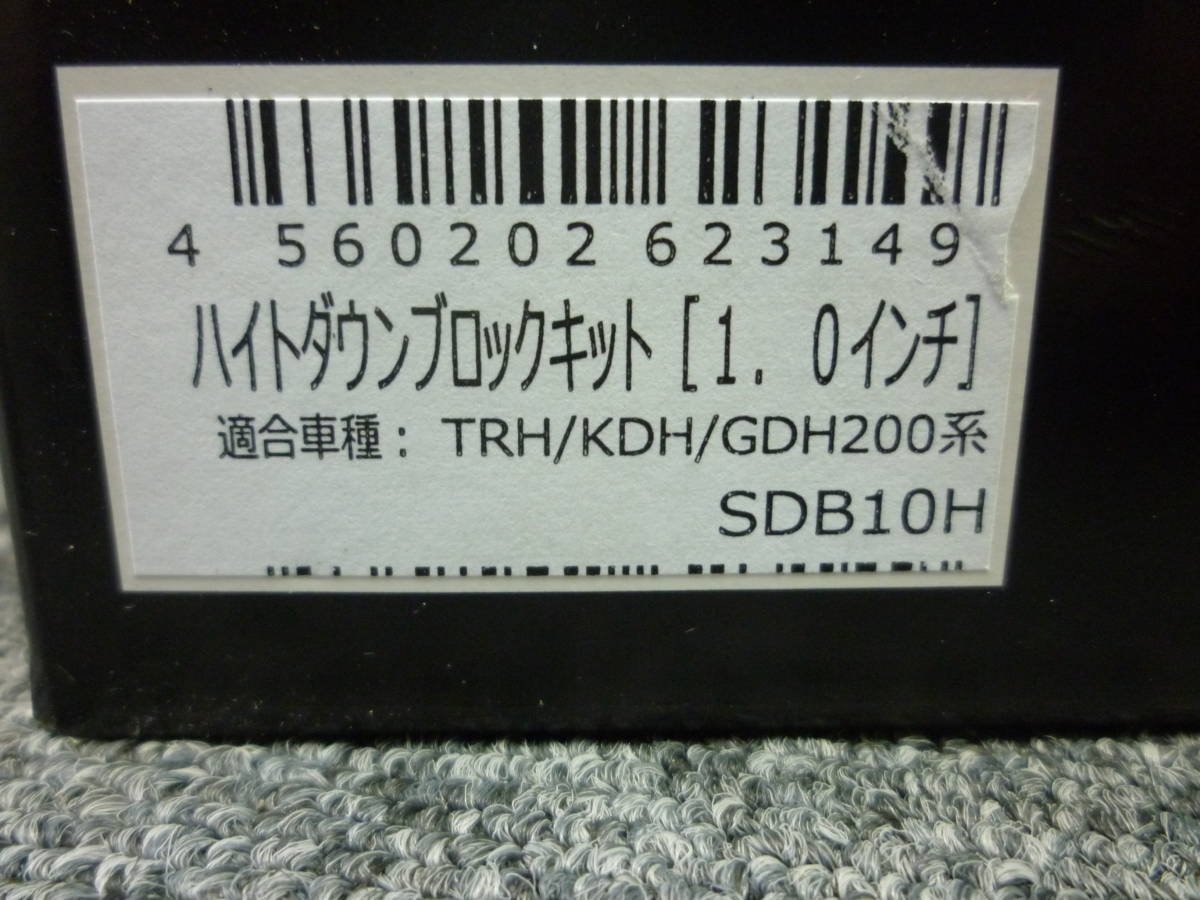 4 560202 623149
ハイトダウンブロックキット［１．０インチ］
適合車種： TRH/KDH/GDH200系
SDB10H